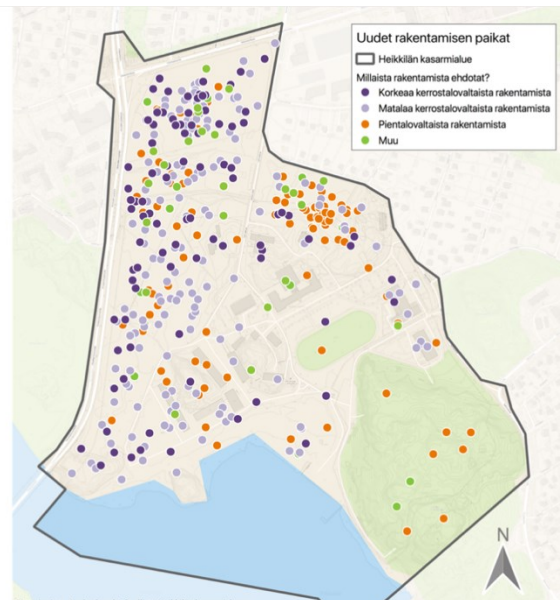 Uudet rakentamisen paikat
Heikkilän kasarmialue
Millaista rakentamista ehdotat?
Korkeaa kerrostalovaltaista rakentamista
Matalaa kerrostalovaltaista rakentamista
Pientalovaltaista rakentamista
Muu
N